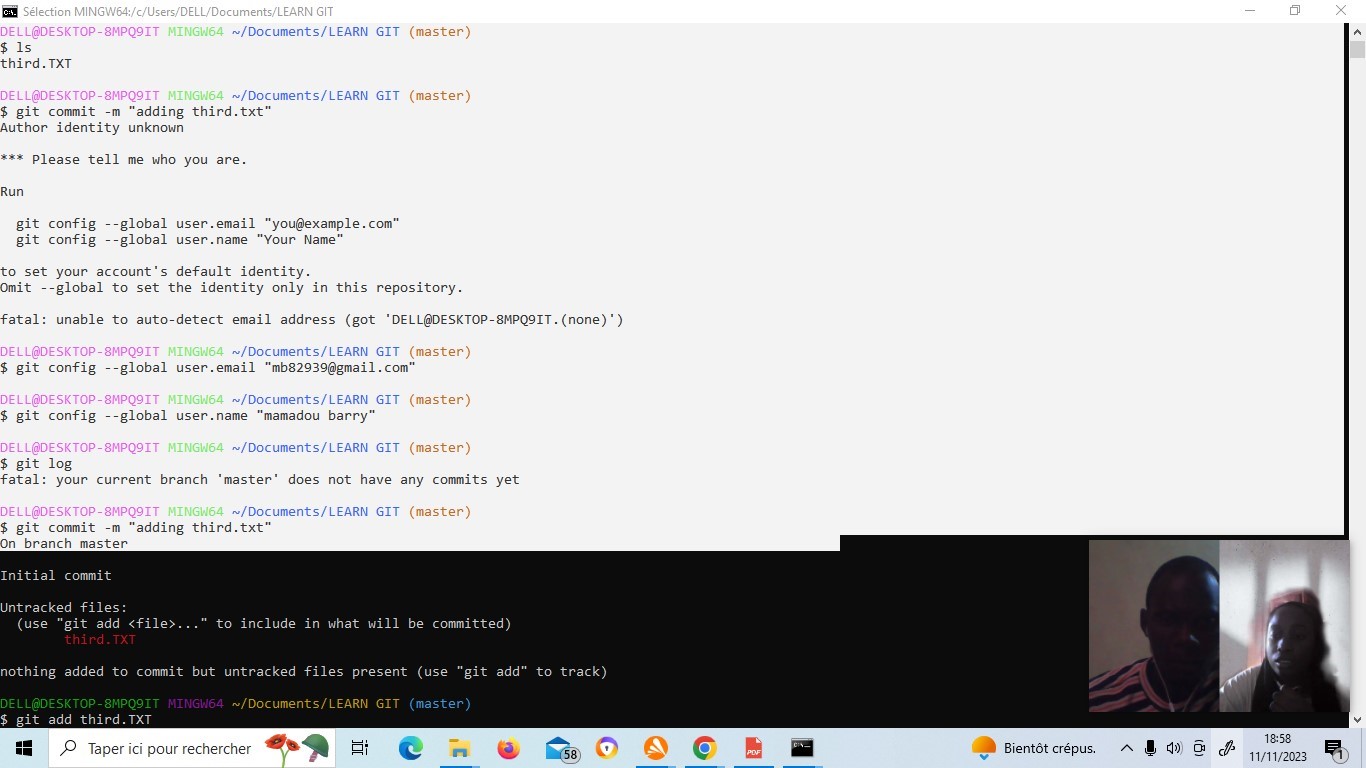 Sélection MINGW64:/c/Users/DELL/Documents/LEARN GIT
DELL@DESKTOP-8MPQ9IT MINGW64 ~/Documents/LEARN GIT (master)
$ ls
third.TXT
DELL@DESKTOP-8MPQ9IT MINGW64 ~/Documents/LEARN GIT (master)
$ git commit -m "adding third.txt"
Author identity unknown
*** Please tell me who you are.
Run
git config --global user.email "you@example.com"
git config --global user.name "Your Name"
to set your account's default identity.
Omit --global to set the identity only in this repository.
fatal: unable to auto-detect email address (got 'DELL@DESKTOP-8MPQ9IT.(none)')
DELL@DESKTOP-8MPQ9IT MINGW64 ~/Documents/LEARN GIT (master)
$ git config --global user.email "mb82939@gmail.com"
DELL@DESKTOP-8MPQ9IT MINGW64 ~/Documents/LEARN GIT (master)
$ git config --global user.name "mamadou barry"
DELL@DESKTOP-8MPQ9IT MINGW64 ~/Documents/LEARN GIT (master)
$ git log
fatal: your current branch 'master' does not have any commits yet
DELL@DESKTOP-8MPQ9IT MINGW64 ~/Documents/LEARN GIT (master)
$ git commit -m "adding third.txt"
On branch master
Initial commit
Untracked files:
(use "git add <file>..." to include in what will be committed)
third.TXT
nothing added to commit but untracked files present (use "git add" to track)
DELL@DESKTOP-8MPQ9IT MINGW64 ~/Documents/LEARN GIT (master)
$ git add third.TXT
Taper ici pour rechercher
58
PDF
Bientôt crépus.
18:58
11/11/2023
1